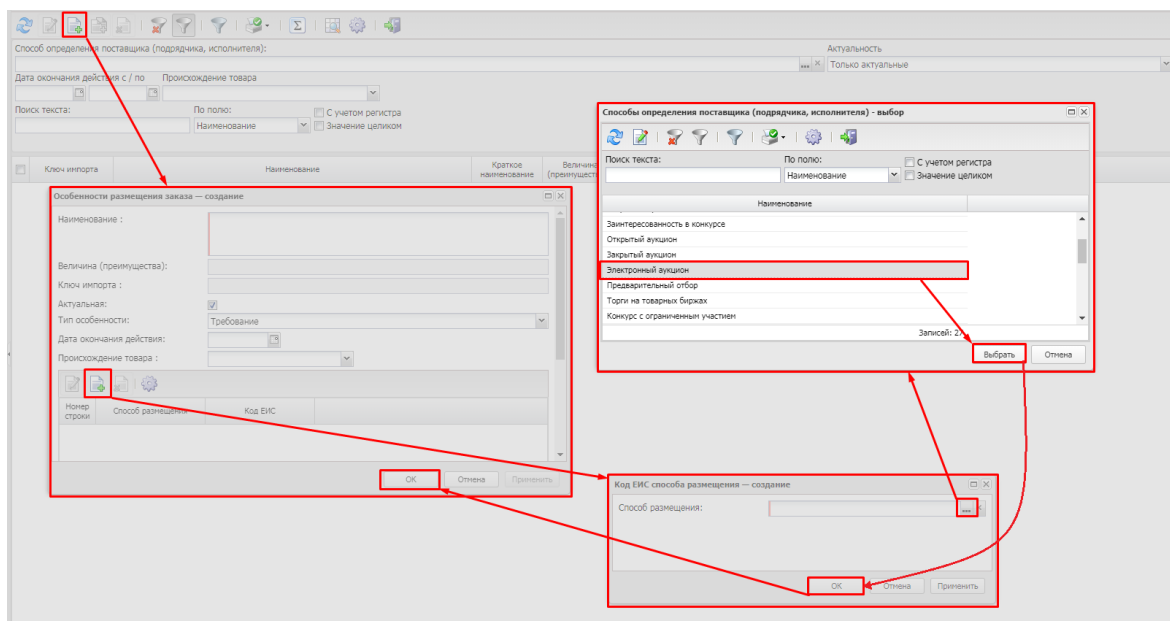 Способ определения поставщика (подрядчика, исполнителя):
Актуальность
... × Только актуальные
Дата окончания действия с / по Происхождение товара
Поиск текста:
По полю:
С учетом регистра
Наименование
Значение целиком
Ключ импорта
Наименование
Краткое наименование
Величина
Особенности размещения заказа — создание
Наименование :
Величина (преимущества):
Ключ импорта :
Актуальная:
Тип особенности: Требование
Дата окончания действия:
Происхождение товара :
Номер строки
Способ размещения
Код ЕИС
ОК Отмена Применить
Способы определения поставщика (подрядчика, исполнителя) - выбор
Поиск текста:
По полю:
С учетом регистра
Наименование
Значение целиком
Наименование
Заинтересованность в конкурсе
Открытый аукцион
Закрытый аукцион
Электронный аукцион
Предварительный отбор
Торги на товарных биржах
Конкурс с ограниченным участием
Записей:
Выбрать Отмена
Код ЕИС способа размещения — создание
Способ размещения: ...
ОК Отмена Применить